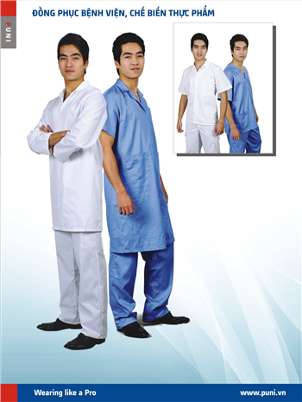 ĐỒNG PHỤC BỆNH VIỆN, CHẾ BIẾN THỰC PHẨM
PUNI
Wearing like a Pro
www.puni.vn